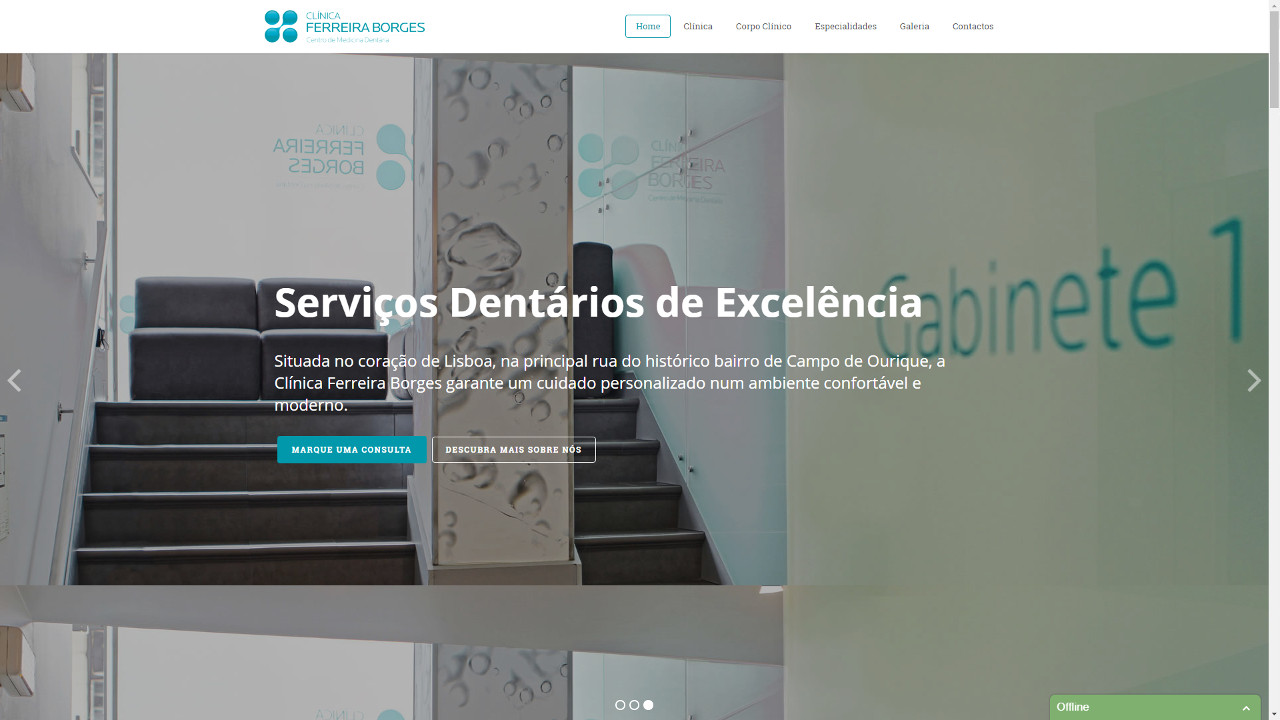 CLÍNICA
FERREIRA BORGES
Centro de Medicina Dentária
Home
Clínica
Corpo Clínico
Especialidades
Galeria
Contactos
CLÍNICA
FERREIRA
BORGES
CLÍNICA
FERREIRA
BORGES
Centro de Medicina Dentária
Gabinete 1
Serviços Dentários de Excelência
Situada no coração de Lisboa, na principal rua do histórico bairro de Campo de Ourique, a
Clínica Ferreira Borges garante um cuidado personalizado num ambiente confortável e
moderno.
MARQUE UMA CONSULTA
DESCUBRA MAIS SOBRE NÓS
Offline